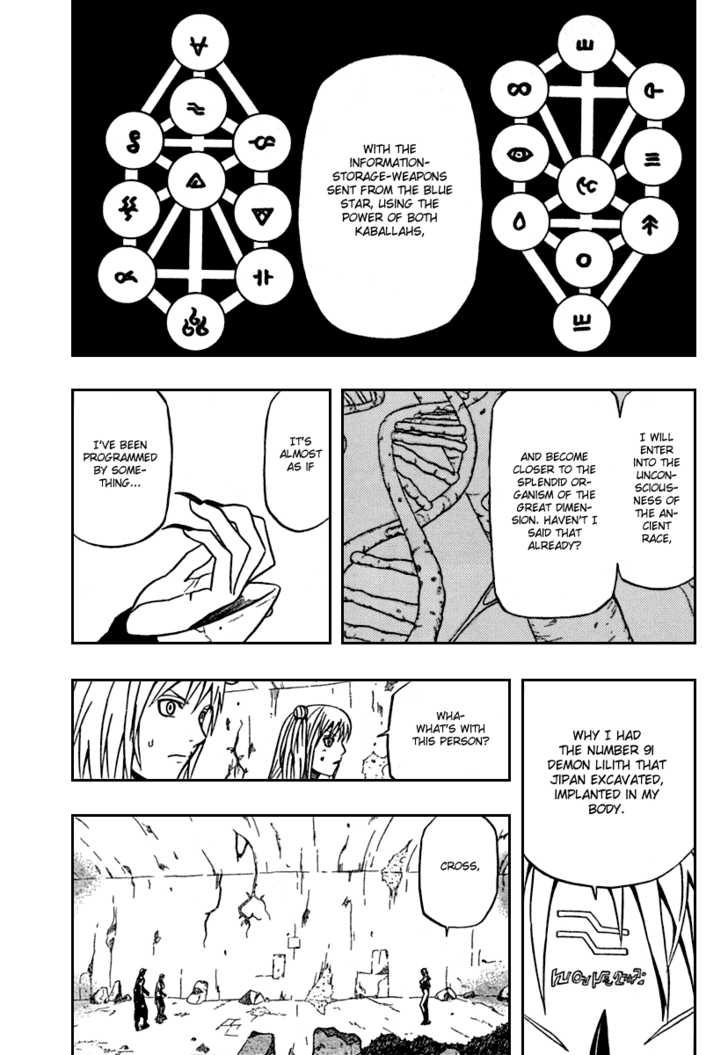 WITH THE
INFORMATION-
STORAGE-WEAPONS
SENT FROM THE BLUE
STAR, USING THE
POWER OF BOTH
KABALLAHS,
I WILL
ENTER
INTO THE
UNCON-
SCIOUS-
NESS OF
THE AN-
CIENT
RACE,
AND BECOME
CLOSER TO THE
SPLENDID OR-
GANISM OF THE
GREAT DIMEN-
SION. HAVEN'T I
SAID THAT
ALREADY?
IT'S
ALMOST
AS IF
I'VE BEEN
PROGRAMMED
BY SOME-
THING...
WHY I HAD
THE NUMBER 91
DEMON LILITH THAT
JIPAN EXCAVATED,
IMPLANTED IN MY
BODY.
WHA-
WHAT'S WITH
THIS PERSON?
CROSS,